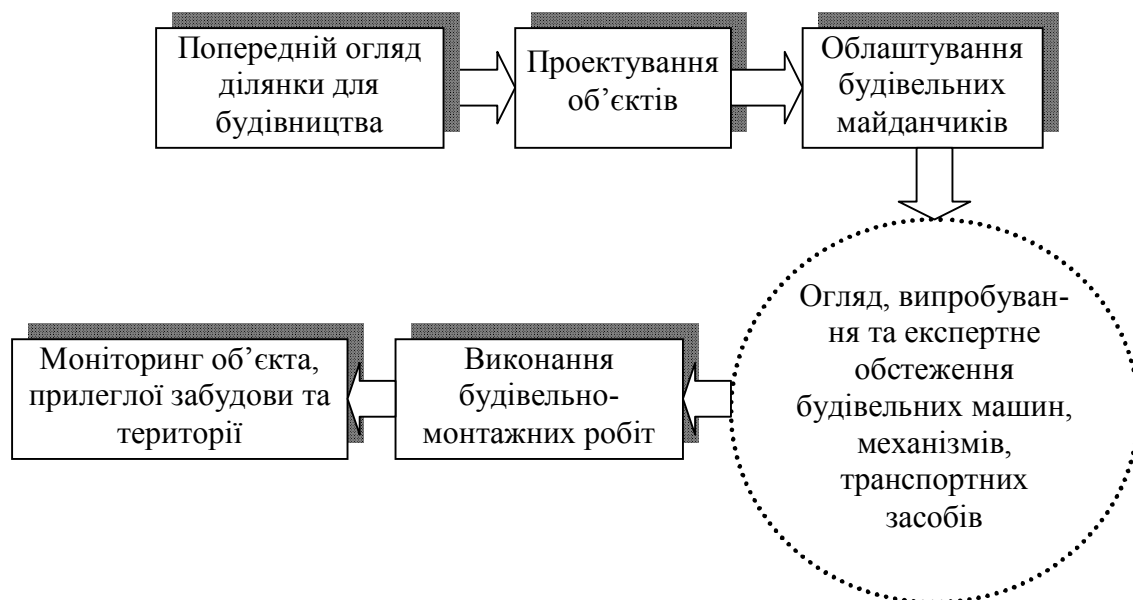 Попередній огляд
ділянки для
будівництва
Проектування
об’єктів
Облаштування
будівельних
майданчиків
Огляд, випробуван-
ня та експертне
обстеження
будівельних машин,
механізмів,
транспортних
засобів
Виконання
будівельно-
монтажних робіт
Моніторинг об’єкта,
прилеглої забудови та
території